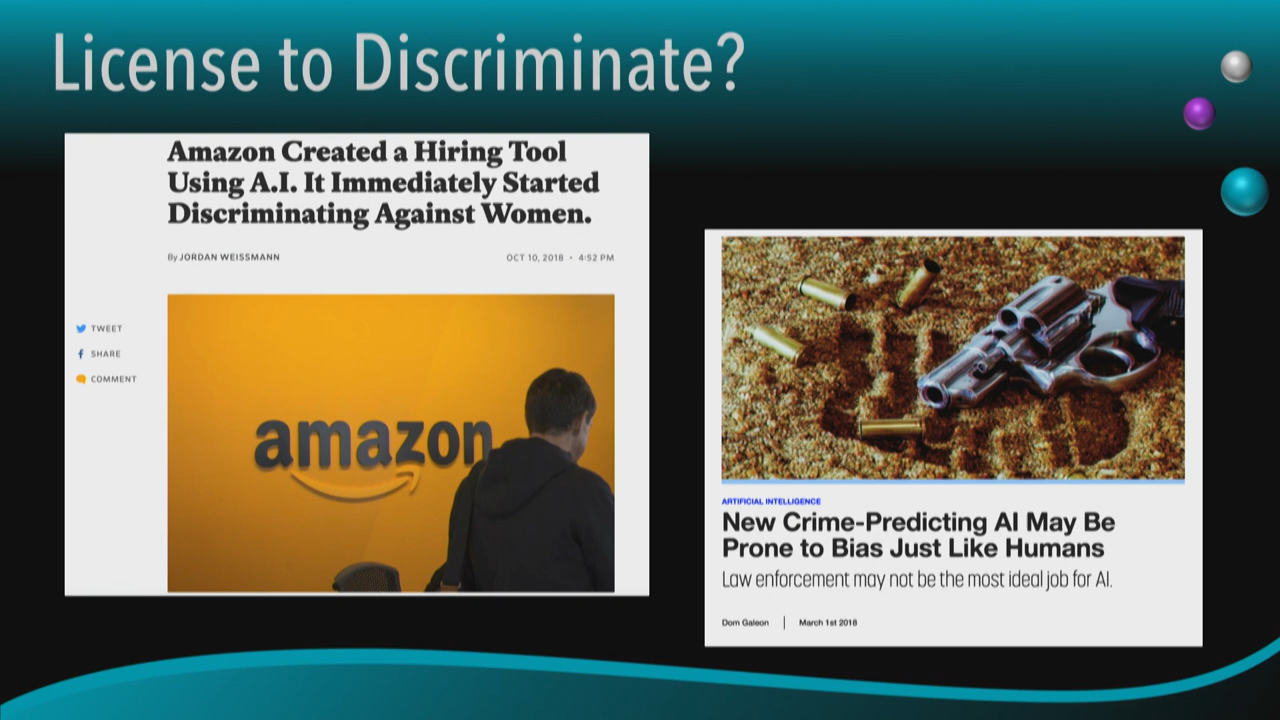 License to Discriminate?
Amazon Created a Hiring Tool
Using A.I. It Immediately Started
Discriminating Against Women.
By JORDAN WEISSMANN
OCT 10, 2018 • 4:52 PM
TWEET
SHARE
COMMENT
amazon
ARTIFICIAL INTELLIGENCE
New Crime-Predicting AI May Be
Prone to Bias Just Like Humans
Law enforcement may not be the most ideal job for AI.
Dom Galeon | March 1st 2018